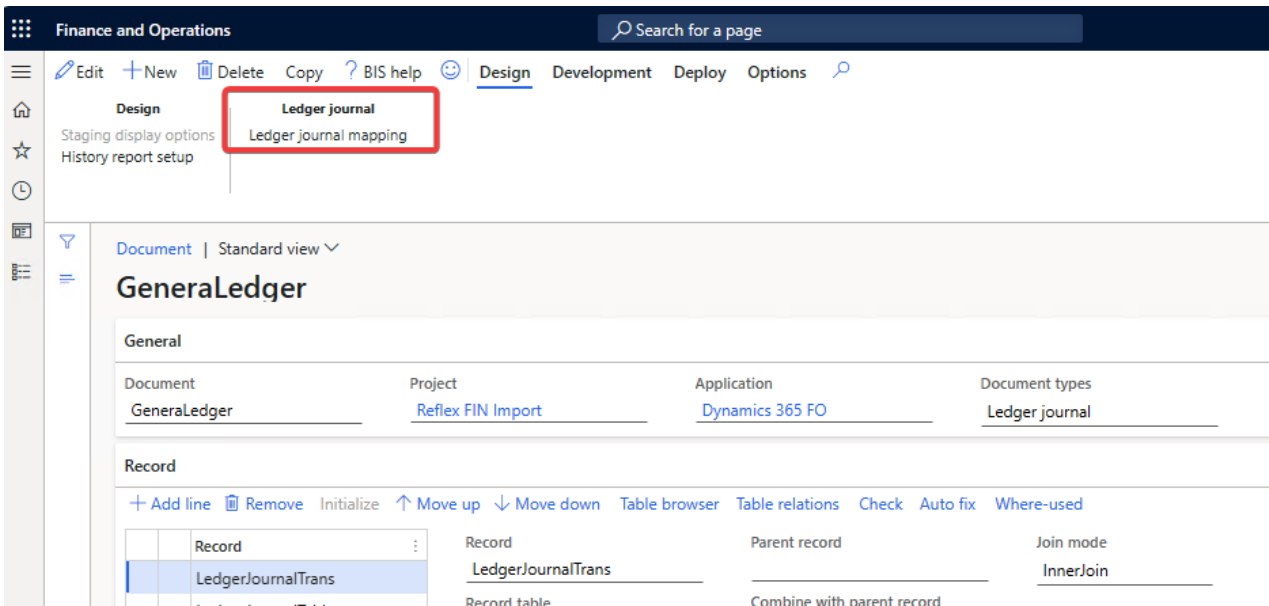 Finance and Operations Search for a page
Edit New Delete Copy ? BIS help Design Development Deploy Options
Design Ledger journal
Staging display options Ledger journal mapping
History report setup
Document | Standard view
GeneraLedger
General
Document Project Application Document types
GeneraLedger Reflex FIN Import Dynamics 365 FO Ledger journal
Record
+ Add line Remove Initialize ↑ Move up ↓ Move down Table browser Table relations Check Auto fix Where-used
Record Record Parent record Join mode
LedgerJournalTrans LedgerJournalTrans InnerJoin
Record table Combine with parent record